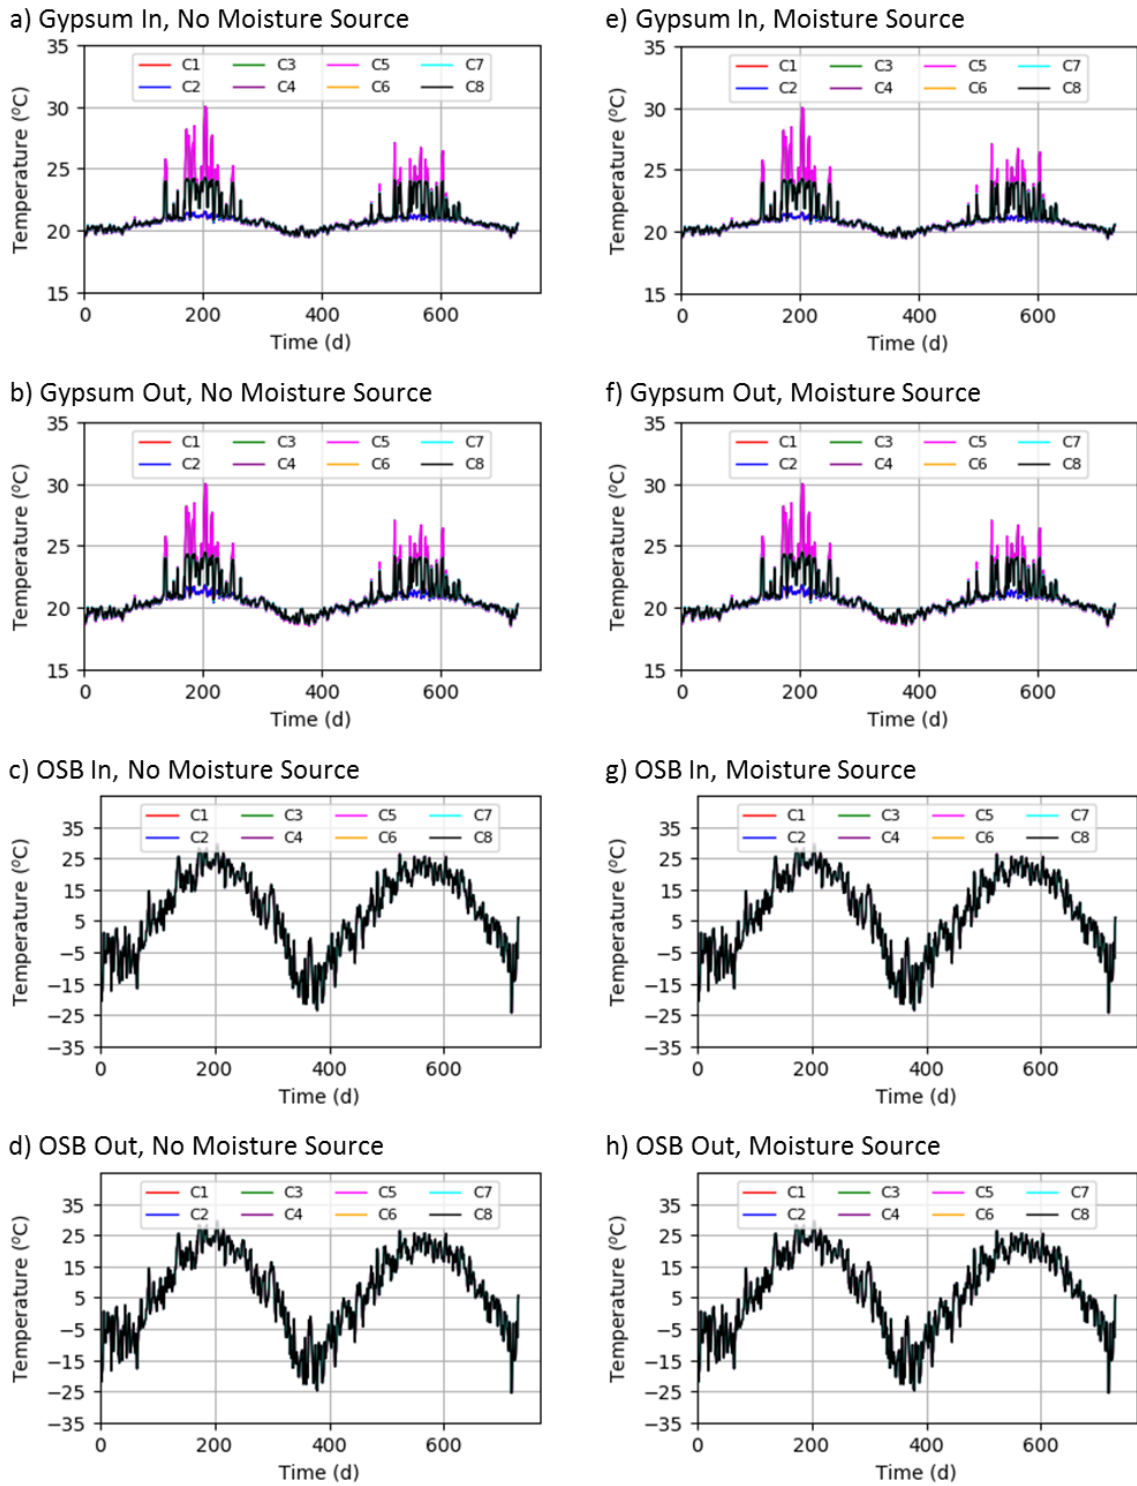 a) Gypsum In, No Moisture Source
35
30
25
20
15
Temperature (ºC)
C1 C3 C5 C7
C2 C4 C6 C8
0 200 400 600
Time (d)
e) Gypsum In, Moisture Source
35
30
25
20
15
Temperature (ºC)
C1 C3 C5 C7
C2 C4 C6 C8
0 200 400 600
Time (d)
b) Gypsum Out, No Moisture Source
35
30
25
20
15
Temperature (ºC)
C1 C3 C5 C7
C2 C4 C6 C8
0 200 400 600
Time (d)
f) Gypsum Out, Moisture Source
35
30
25
20
15
Temperature (ºC)
C1 C3 C5 C7
C2 C4 C6 C8
0 200 400 600
Time (d)
c) OSB In, No Moisture Source
35
25
15
5
−5
−15
−25
−35
Temperature (ºC)
C1 C3 C5 C7
C2 C4 C6 C8
0 200 400 600
Time (d)
g) OSB In, Moisture Source
35
25
15
5
−5
−15
−25
−35
Temperature (ºC)
C1 C3 C5 C7
C2 C4 C6 C8
0 200 400 600
Time (d)
d) OSB Out, No Moisture Source
35
25
15
5
−5
−15
−25
−35
Temperature (ºC)
C1 C3 C5 C7
C2 C4 C6 C8
0 200 400 600
Time (d)
h) OSB Out, Moisture Source
35
25
15
5
−5
−15
−25
−35
Temperature (ºC)
C1 C3 C5 C7
C2 C4 C6 C8
0 200 400 600
Time (d)